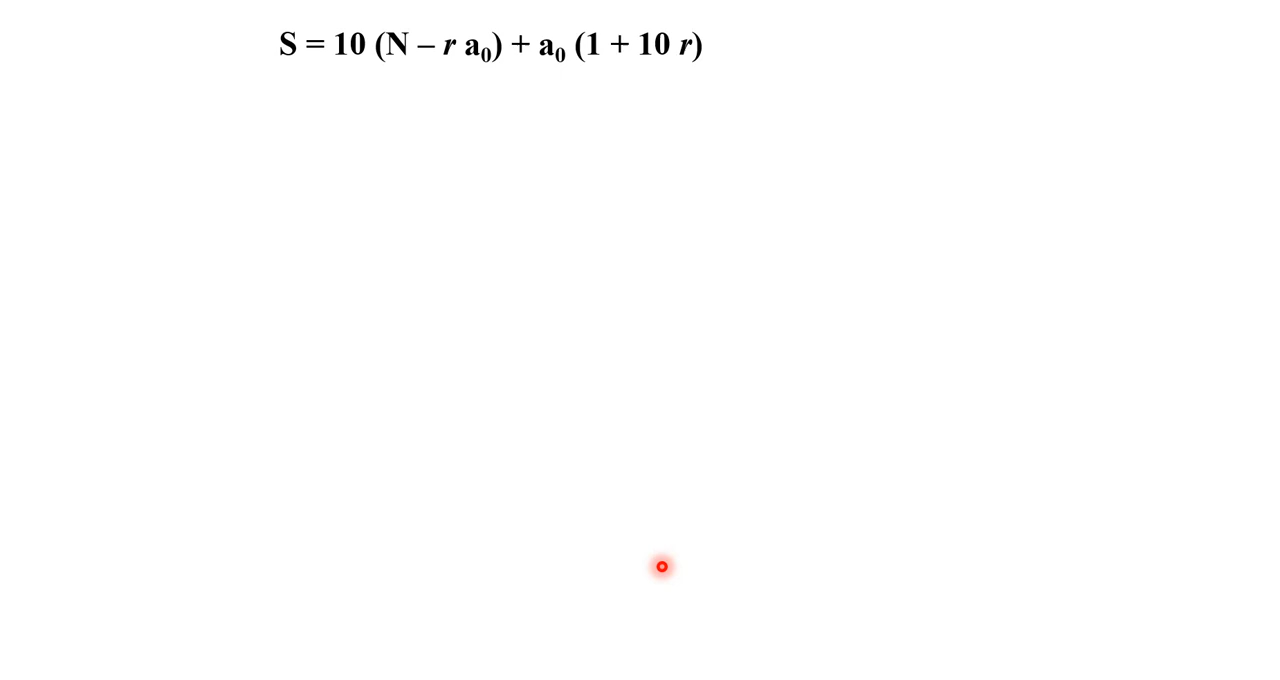 S = 10 (N – r a₀) + a₀ (1 + 10 r)